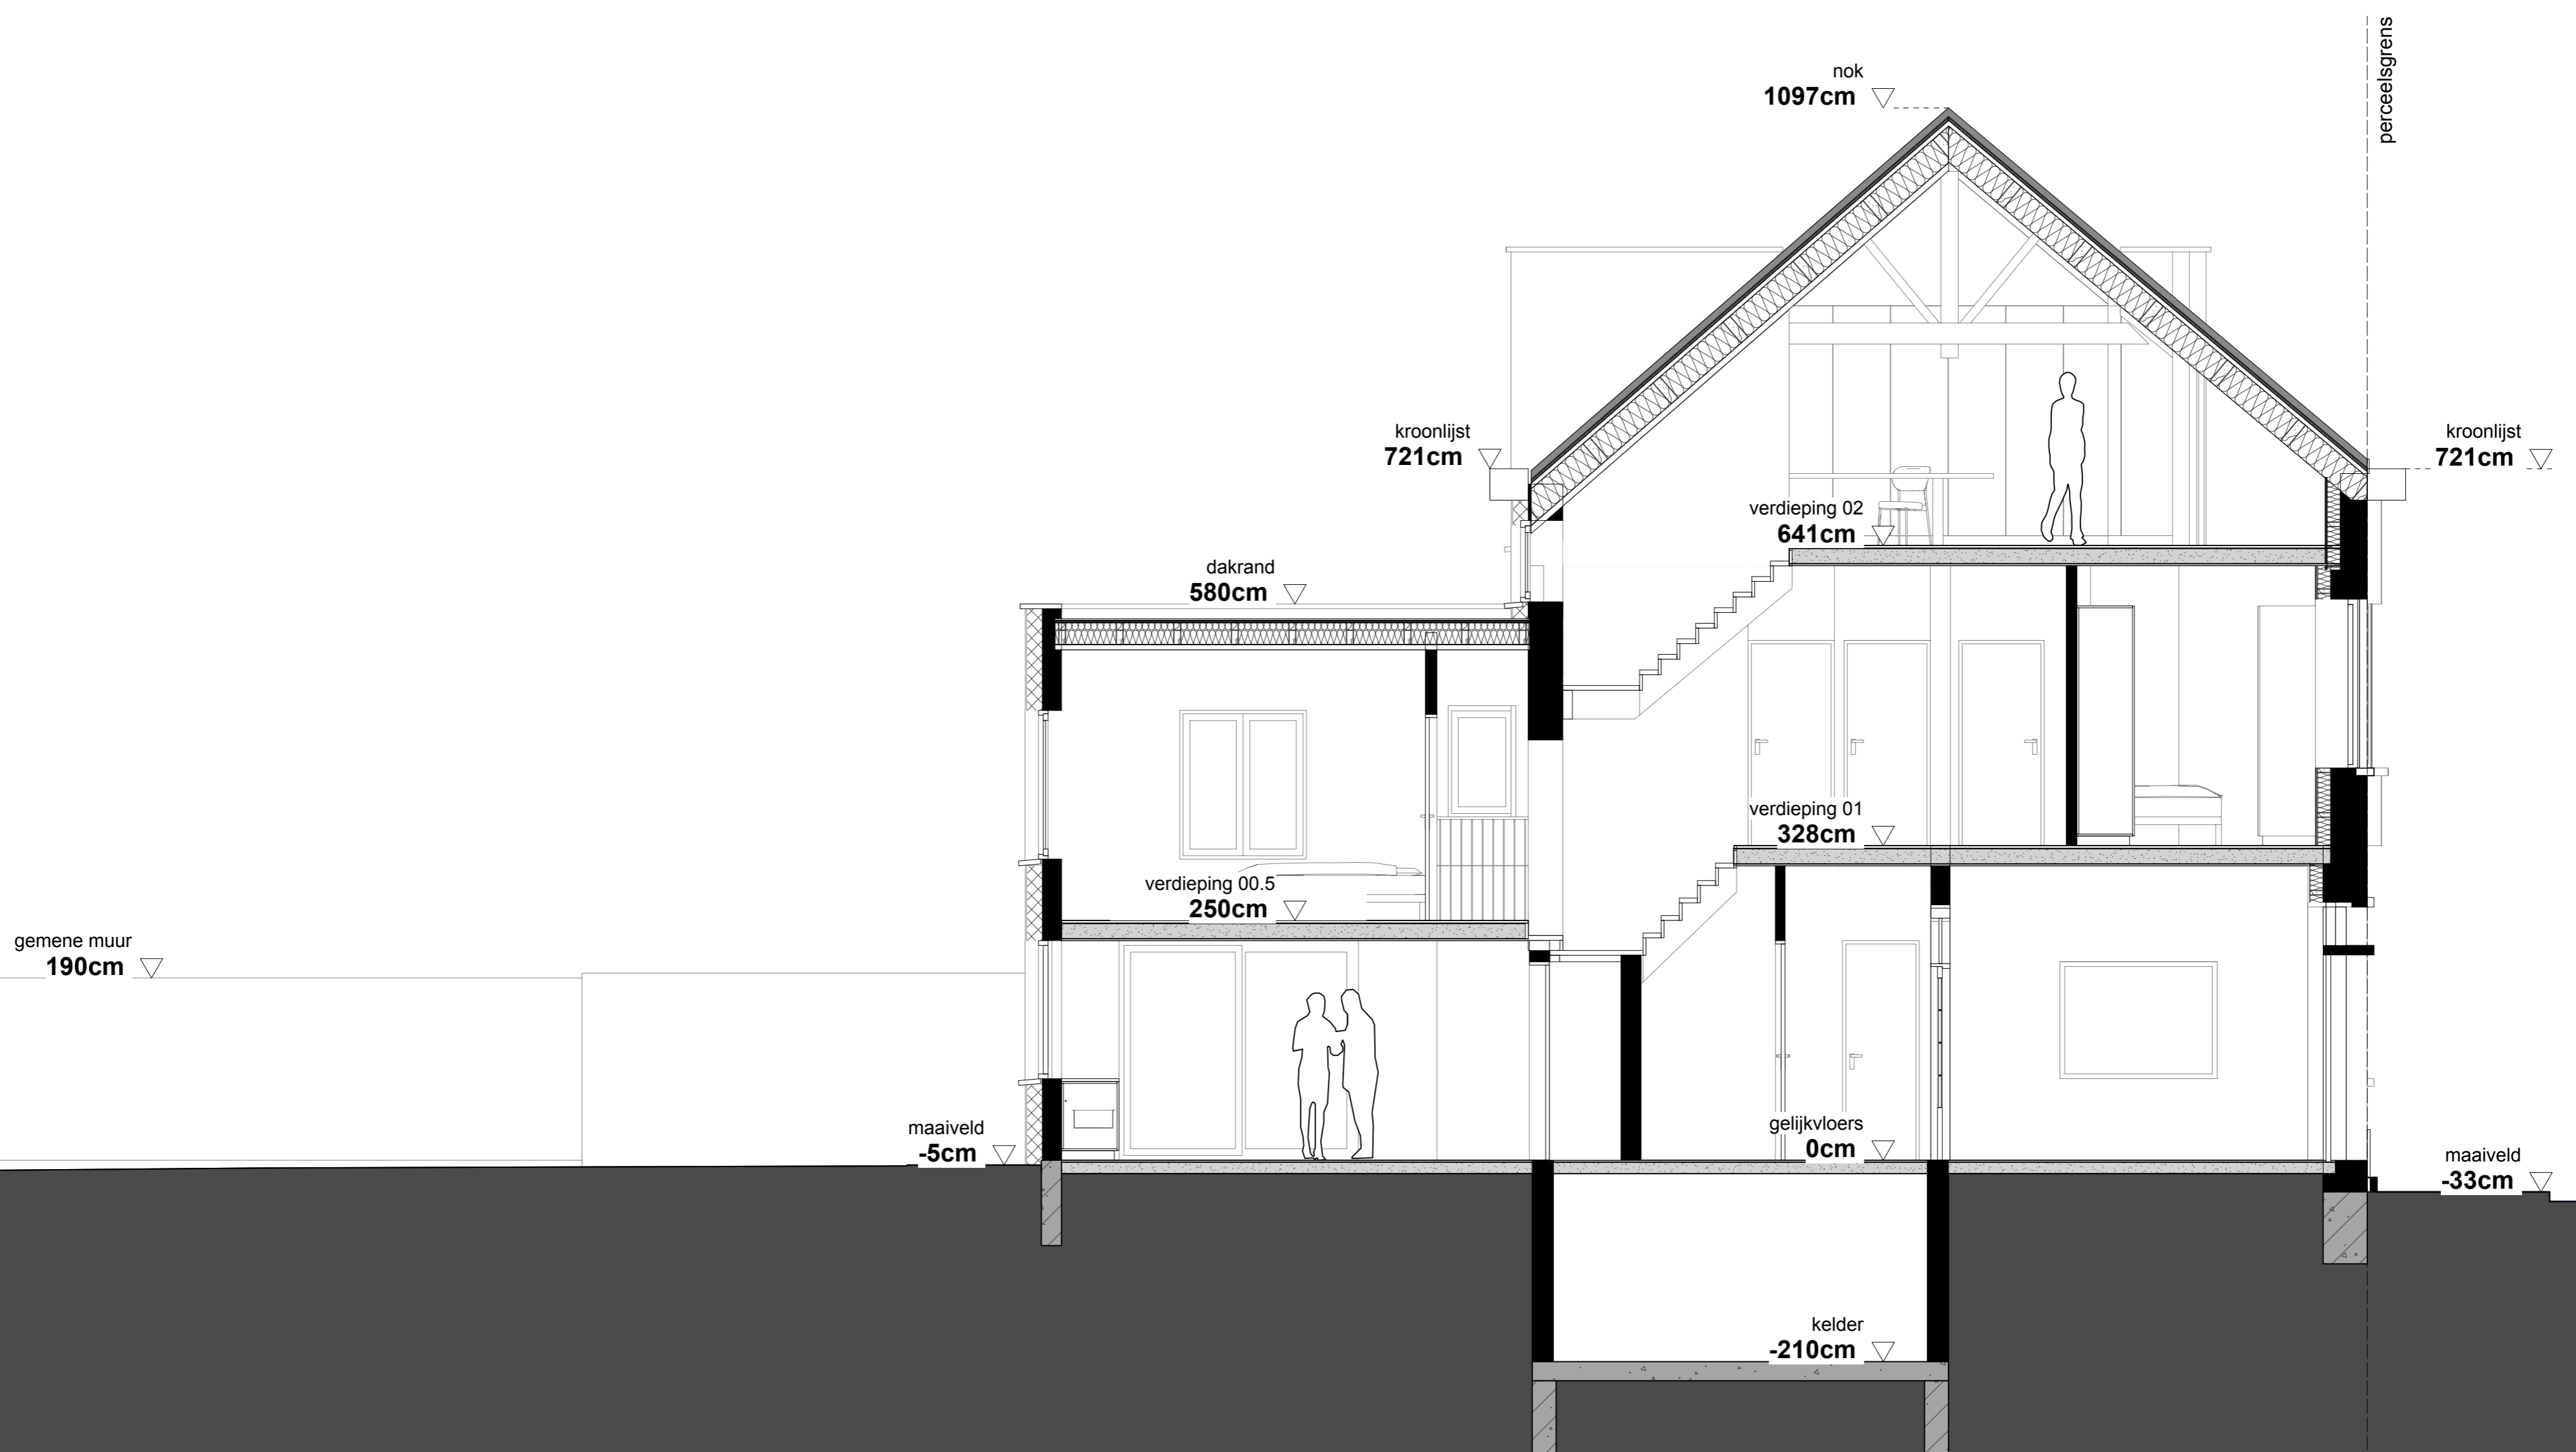 perceelsgrens
nok
1097cm
kroonlijst
721cm
kroonlijst
721cm
verdieping 02
641cm
dakrand
580cm
verdieping 01
328cm
verdieping 00.5
250cm
gemene muur
190cm
maaiveld
-5cm
gelijkvloers
0cm
maaiveld
-33cm
kelder
-210cm